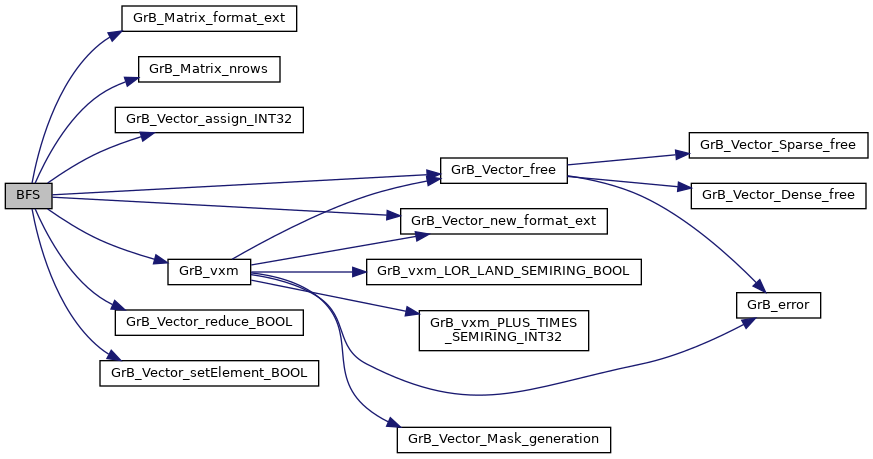 GrB_Matrix_format_ext
GrB_Matrix_nrows
GrB_Vector_assign_INT32
GrB_Vector_Sparse_free
GrB_Vector_free
BFS
GrB_Vector_Dense_free
GrB_Vector_new_format_ext
GrB_vxm
GrB_vxm_LOR_LAND_SEMIRING_BOOL
GrB_error
GrB_Vector_reduce_BOOL
GrB_vxm_PLUS_TIMES
_SEMIRING_INT32
GrB_Vector_setElement_BOOL
GrB_Vector_Mask_generation